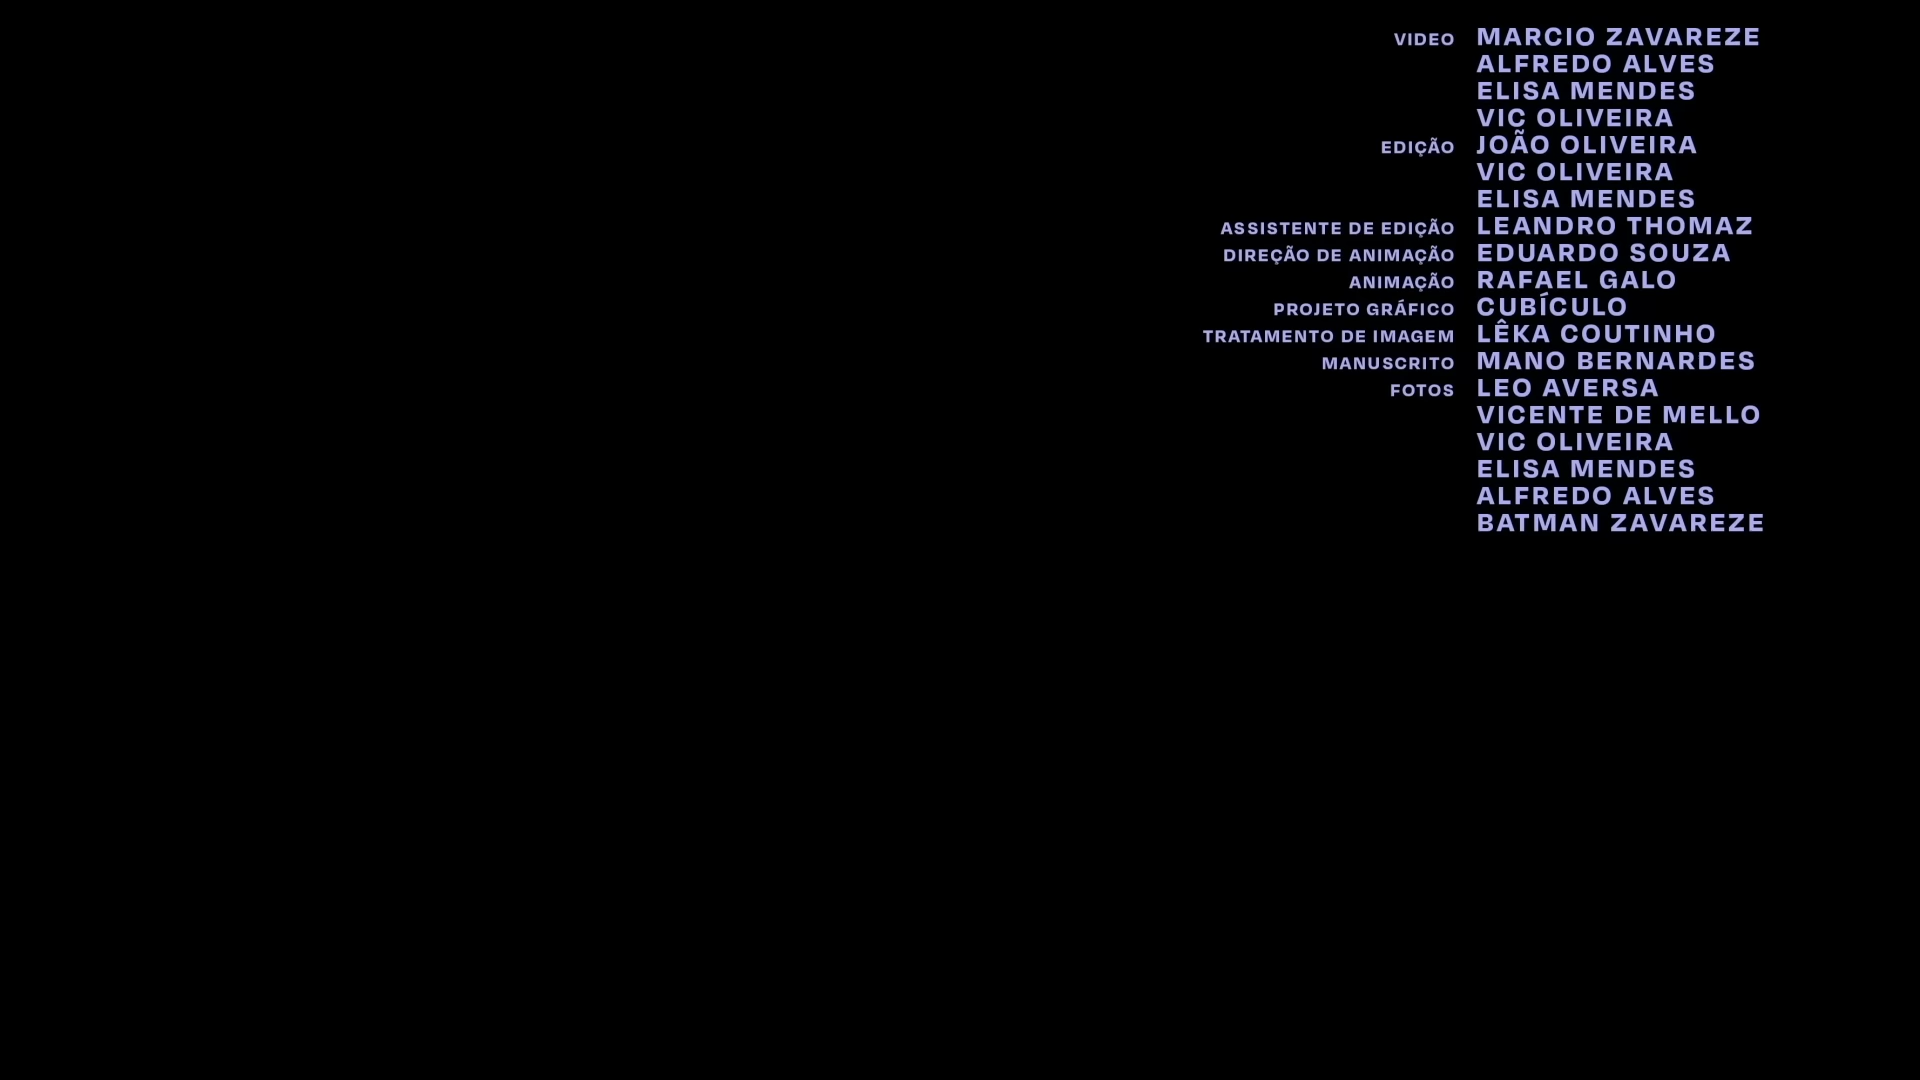 VIDEO MARCIO ZAVAREZE
ALFREDO ALVES
ELISA MENDES
VIC OLIVEIRA
EDIÇÃO JOÃO OLIVEIRA
VIC OLIVEIRA
ELISA MENDES
ASSISTENTE DE EDIÇÃO LEANDRO THOMAZ
DIREÇÃO DE ANIMAÇÃO EDUARDO SOUZA
ANIMAÇÃO RAFAEL GALO
PROJETO GRÁFICO CUBÍCULO
TRATAMENTO DE IMAGEM LÊKA COUTINHO
MANUSCRITO MANO BERNARDES
FOTOS LEO AVERSA
VICENTE DE MELLO
VIC OLIVEIRA
ELISA MENDES
ALFREDO ALVES
BATMAN ZAVAREZE